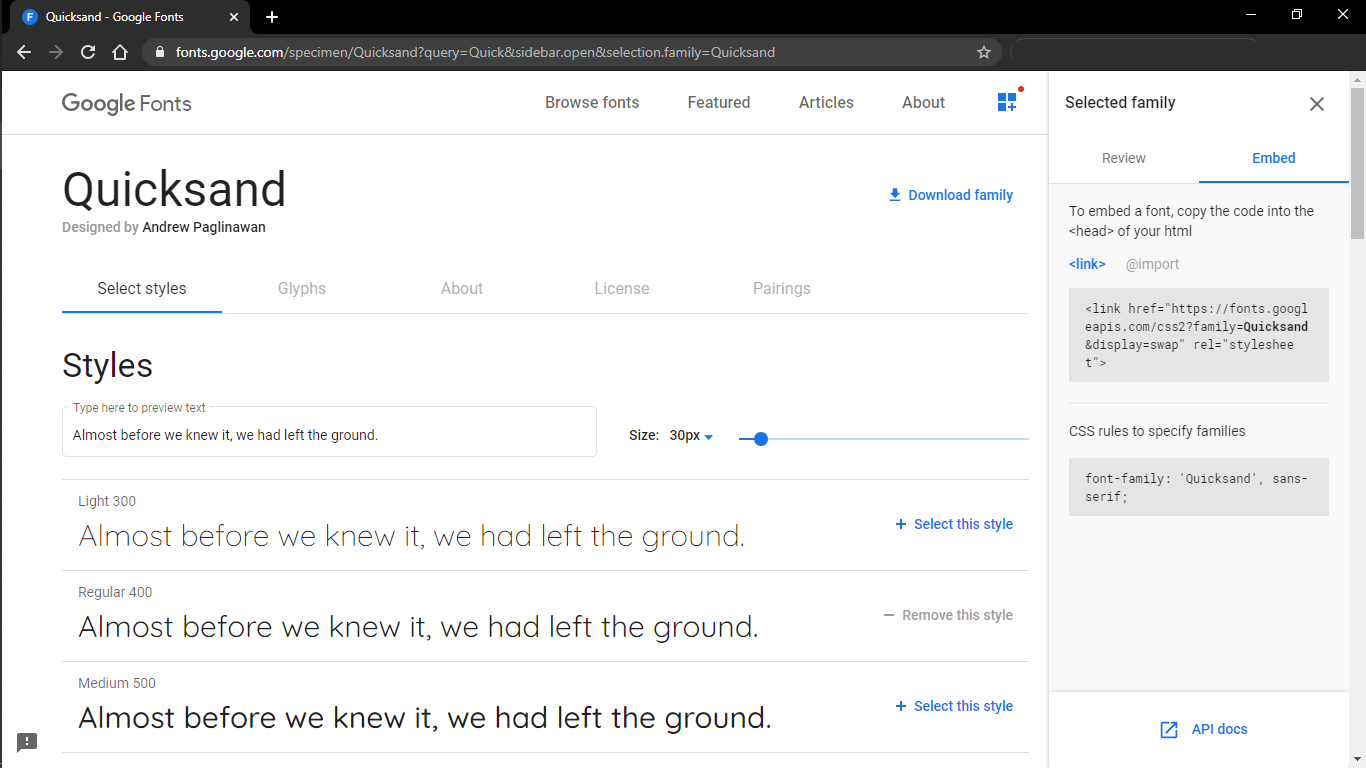 Quicksand - Google Fonts
fonts.google.com/specimen/Quicksand?query=Quick&sidebar.open&selection.family=Quicksand
Google Fonts
Browse fonts
Featured
Articles
About
Quicksand
Designed by Andrew Paglinawan
Download family
Select styles
Glyphs
About
License
Pairings
Styles
Type here to preview text
Almost before we knew it, we had left the ground.
Size: 30px
Light 300
Almost before we knew it, we had left the ground.
+ Select this style
Regular 400
Almost before we knew it, we had left the ground.
− Remove this style
Medium 500
Almost before we knew it, we had left the ground.
+ Select this style
Selected family
Review
Embed
To embed a font, copy the code into the
<head> of your html
<link>
@import
<link href="https://fonts.googl
eapis.com/css2?family=Quicksand
&display=swap" rel="styleshee
t">
CSS rules to specify families
font-family: 'Quicksand', sans-
serif;
API docs